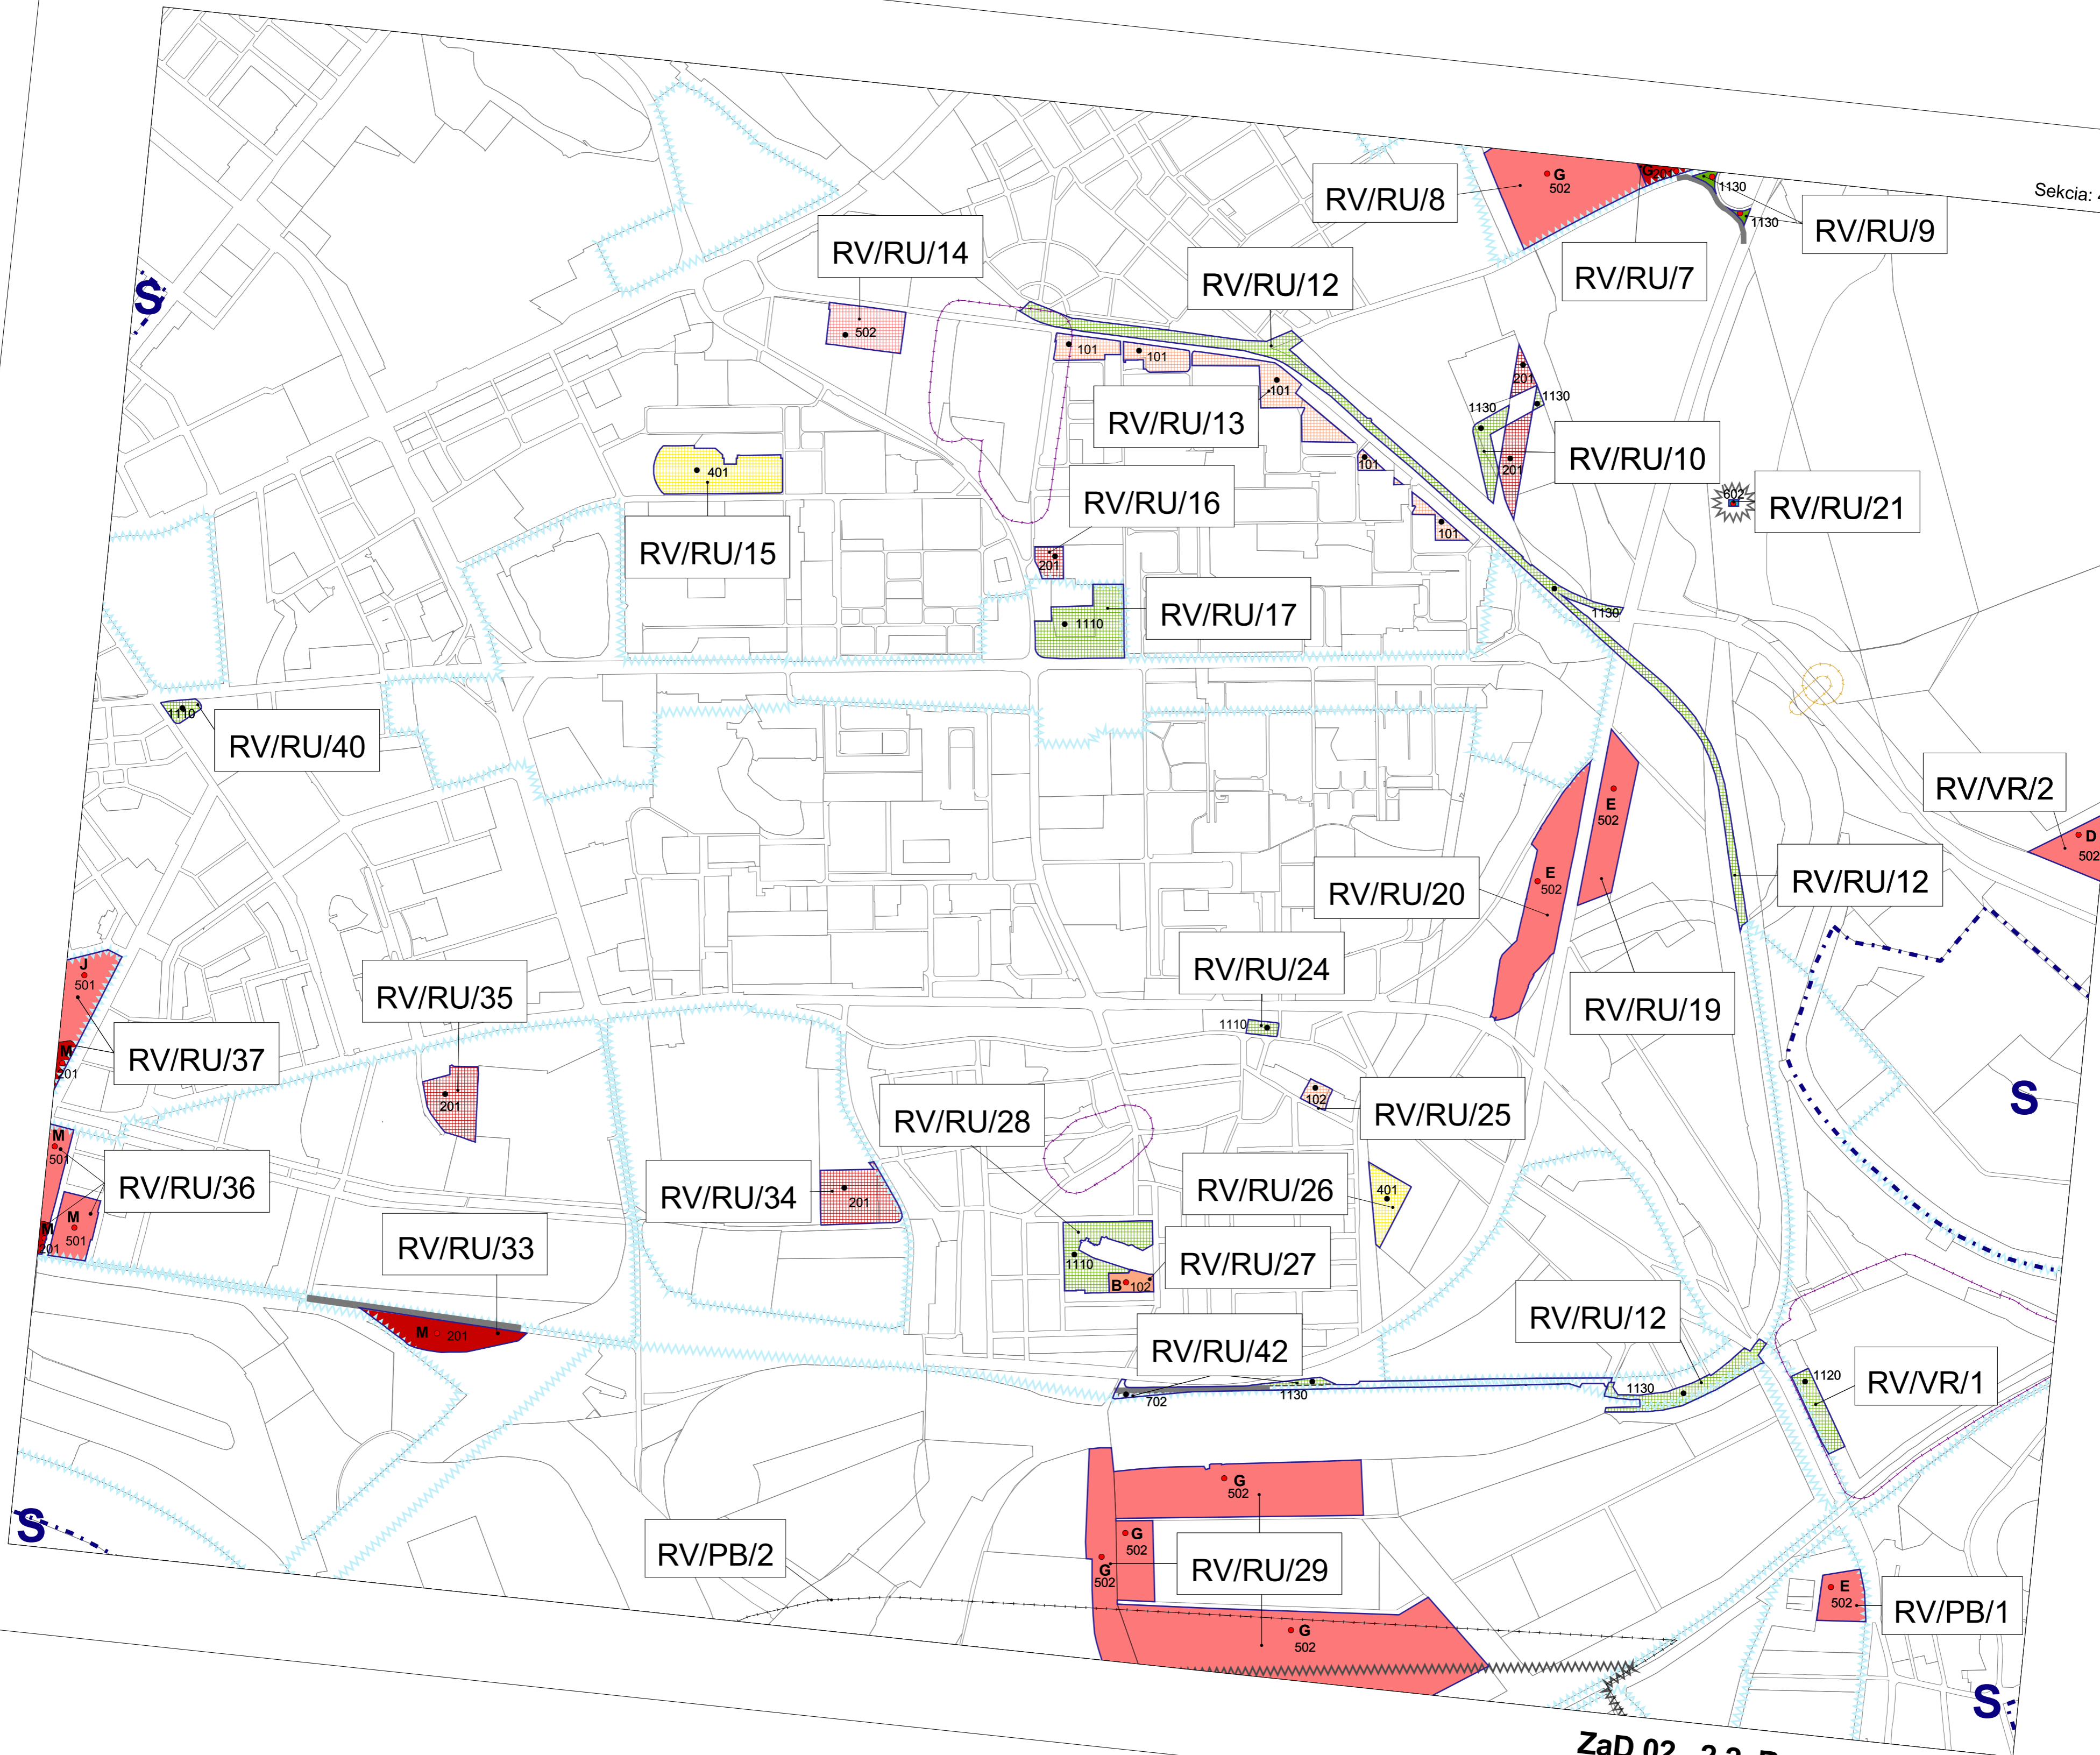 Sekcia: 4
RV/RU/8
G
502
G
201
1130
1130
RV/RU/9
RV/RU/7
RV/RU/14
502
RV/RU/12
S
101
101
101
RV/RU/13
101
101
201
1130
1130
201
RV/RU/10
602
RV/RU/21
401
RV/RU/15
RV/RU/16
201
RV/RU/17
1110
1130
1110
RV/RU/40
RV/VR/2
D
502
E
502
E
502
RV/RU/20
RV/RU/12
RV/RU/19
RV/RU/24
1110
J
501
M
201
RV/RU/37
RV/RU/35
201
102
RV/RU/25
S
RV/RU/28
M
501
RV/RU/36
M
501
M
201
RV/RU/34
201
RV/RU/26
401
RV/RU/33
M
201
1110
B
102
RV/RU/27
RV/RU/12
RV/RU/42
702
1130
1130
1120
RV/VR/1
G
502
G
502
G
502
RV/RU/29
G
502
RV/PB/2
S
E
502
RV/PB/1
S
ZaD 02